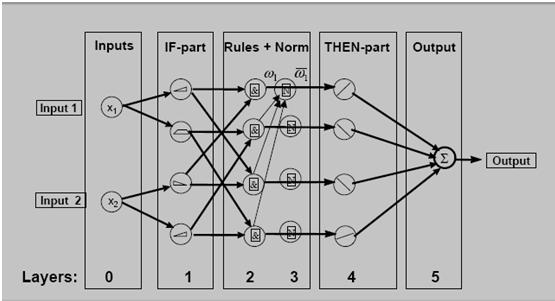 Inputs IF-part Rules + Norm THEN-part Output
ω₁ ω̅₁
& N
Input 1 x₁
& N
Σ Output
Input 2 x₂
& N
& N
Layers: 0 1 2 3 4 5